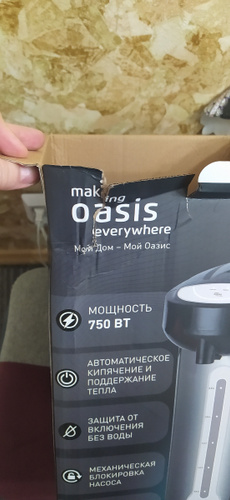 making
oasis
everywhere
Мой Дом – Мой Оазис
МОЩНОСТЬ
750 ВТ
АВТОМАТИЧЕСКОЕ
КИПЯЧЕНИЕ И
ПОДДЕРЖАНИЕ
ТЕПЛА
ЗАЩИТА ОТ
ВКЛЮЧЕНИЯ
БЕЗ ВОДЫ
МЕХАНИЧЕСКАЯ
БЛОКИРОВКА
НАСОСА